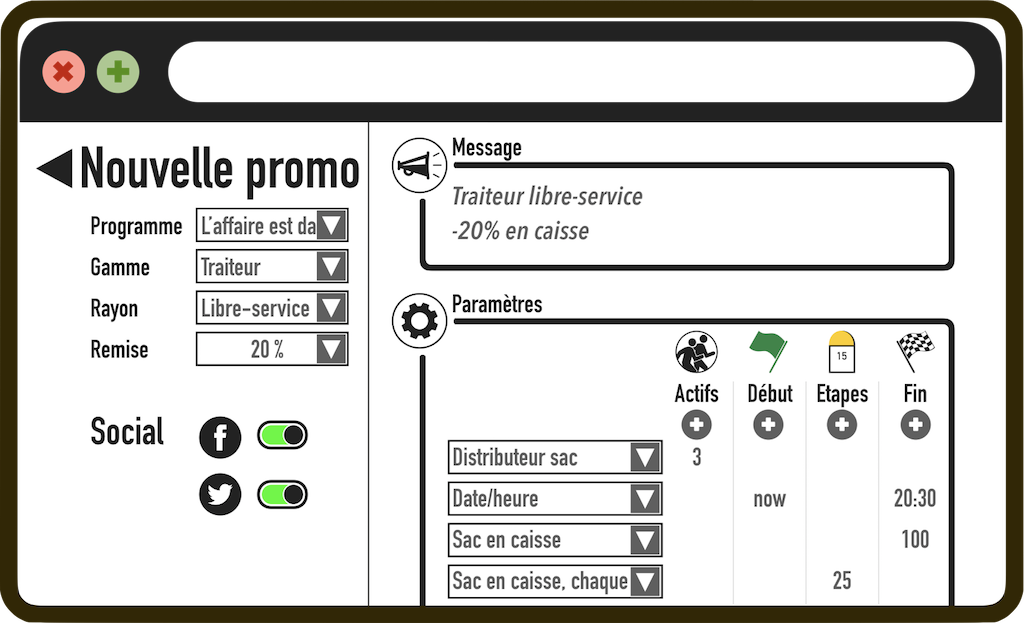 Nouvelle promo
Programme L'affaire est da
Gamme Traiteur
Rayon Libre-service
Remise 20 %
Social
Message
Traiteur libre-service
-20% en caisse
Paramètres
15
Actifs Début Etapes Fin
Distributeur sac 3
Date/heure now 20:30
Sac en caisse 100
Sac en caisse, chaque 25